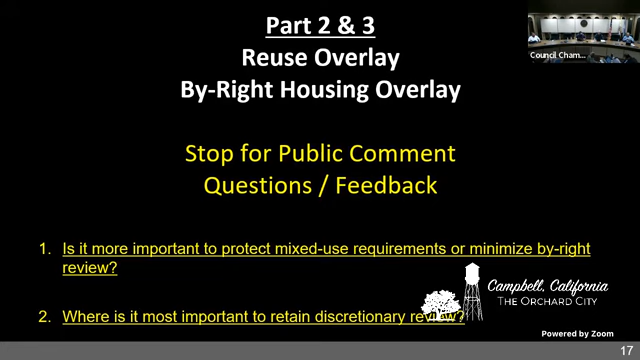 Part 2 & 3
Reuse Overlay
By-Right Housing Overlay
Council Cham...
Stop for Public Comment
Questions / Feedback
1. Is it more important to protect mixed-use requirements or minimize by-right
review?
2. Where is it most important to retain discretionary review?
Campbell, California
THE ORCHARD CITY
Powered by Zoom
17